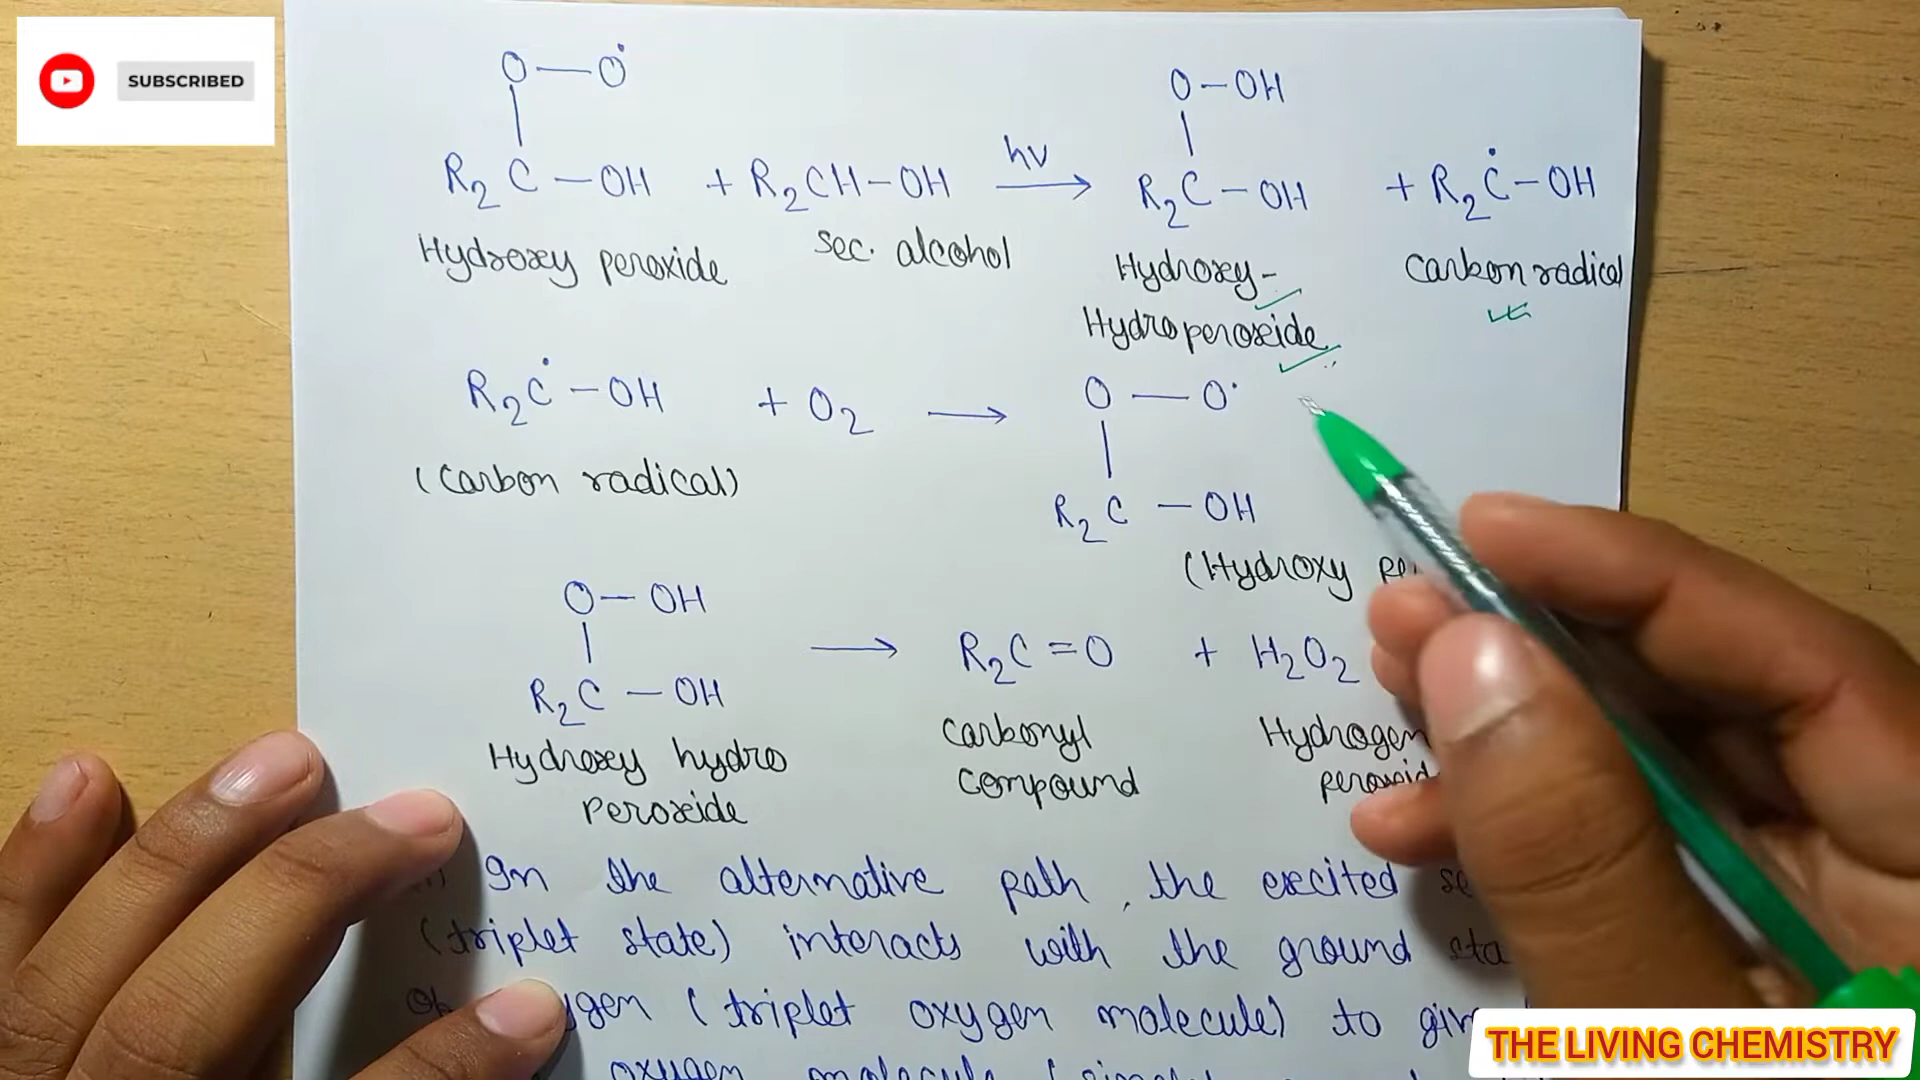 SUBSCRIBED
O — O•
R2C — OH + R2CH-OH hν → O-OH
R2C-OH + R2Ċ-OH
Hydroxy peroxide
sec. alcohol
Hydroxy-
Hydroperoxide
Carbon radical
R2Ċ-OH + O2 → O — O•
R2C — OH
(Carbon radical)
(Hydroxy
O-OH
R2C — OH → R2C=O + H2O2
Hydroxy hydro
peroxide
Carbonyl
compound
Hydrogen
In the alternative path, the excited
(triplet state) interacts with the ground
(triplet oxygen molecule) to
oxygen molecule
THE LIVING CHEMISTRY